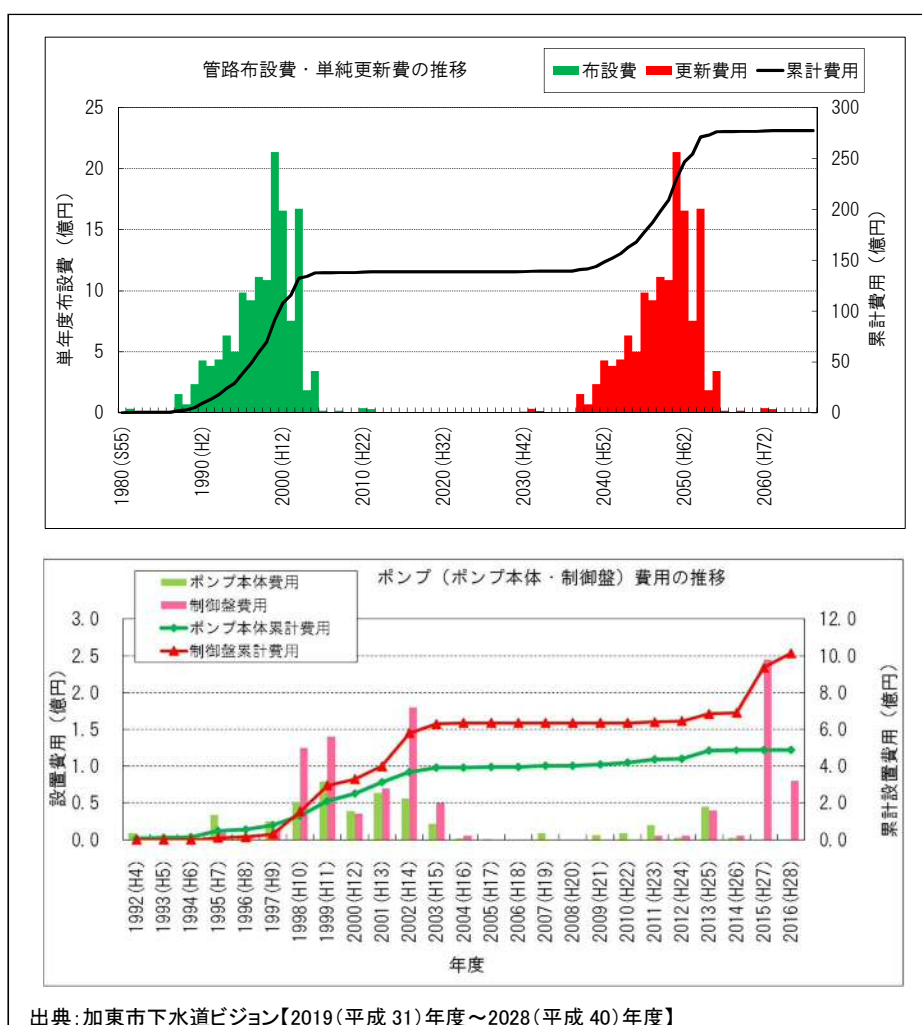 管路布設費・単純更新費の推移
布設費 更新費用 累計費用
単年度布設費（億円）
25
20
15
10
5
0
累計費用（億円）
300
250
200
150
100
50
0
1980(S55) 1990(H2) 2000(H12) 2010(H22) 2020(H32) 2030(H42) 2040(H52) 2050(H62) 2060(H72)
ポンプ（ポンプ本体・制御盤）費用の推移
ポンプ本体費用
制御盤費用
ポンプ本体累計費用
制御盤累計費用
設置費用（億円）
3.0
2.5
2.0
1.5
1.0
0.5
0.0
累計設置費用（億円）
12.0
10.0
8.0
6.0
4.0
2.0
0.0
1992(H4) 1993(H5) 1994(H6) 1995(H7) 1996(H8) 1997(H9) 1998(H10) 1999(H11) 2000(H12) 2001(H13) 2002(H14) 2003(H15) 2004(H16) 2005(H17) 2006(H18) 2007(H19) 2008(H20) 2009(H21) 2010(H22) 2011(H23) 2012(H24) 2013(H25) 2014(H26) 2015(H27) 2016(H28)
年度
出典：加東市下水道ビジョン【2019（平成31）年度～2028（平成40）年度】